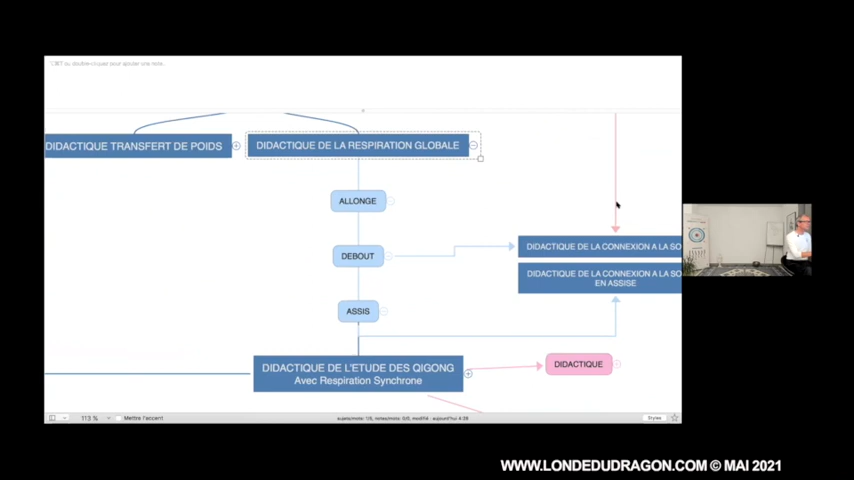 DIDACTIQUE TRANSFERT DE POIDS
DIDACTIQUE DE LA RESPIRATION GLOBALE
ALLONGE
DEBOUT
DIDACTIQUE DE LA CONNEXION A LA SO
DIDACTIQUE DE LA CONNEXION A LA SO
EN ASSISE
ASSIS
DIDACTIQUE DE L'ETUDE DES QIGONG
Avec Respiration Synchrone
DIDACTIQUE
113 %
Mettre l'accent
Styles
WWW.LONDEDUDRAGON.COM © MAI 2021